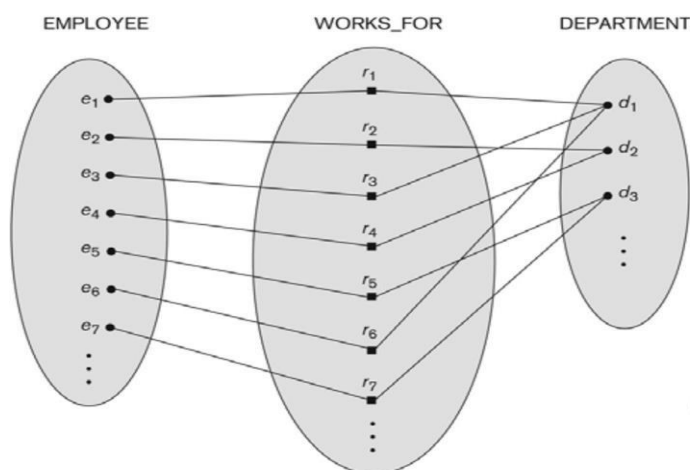 EMPLOYEE
WORKS_FOR
DEPARTMENT
e1
e2
e3
e4
e5
e6
e7
r1
r2
r3
r4
r5
r6
r7
d1
d2
d3